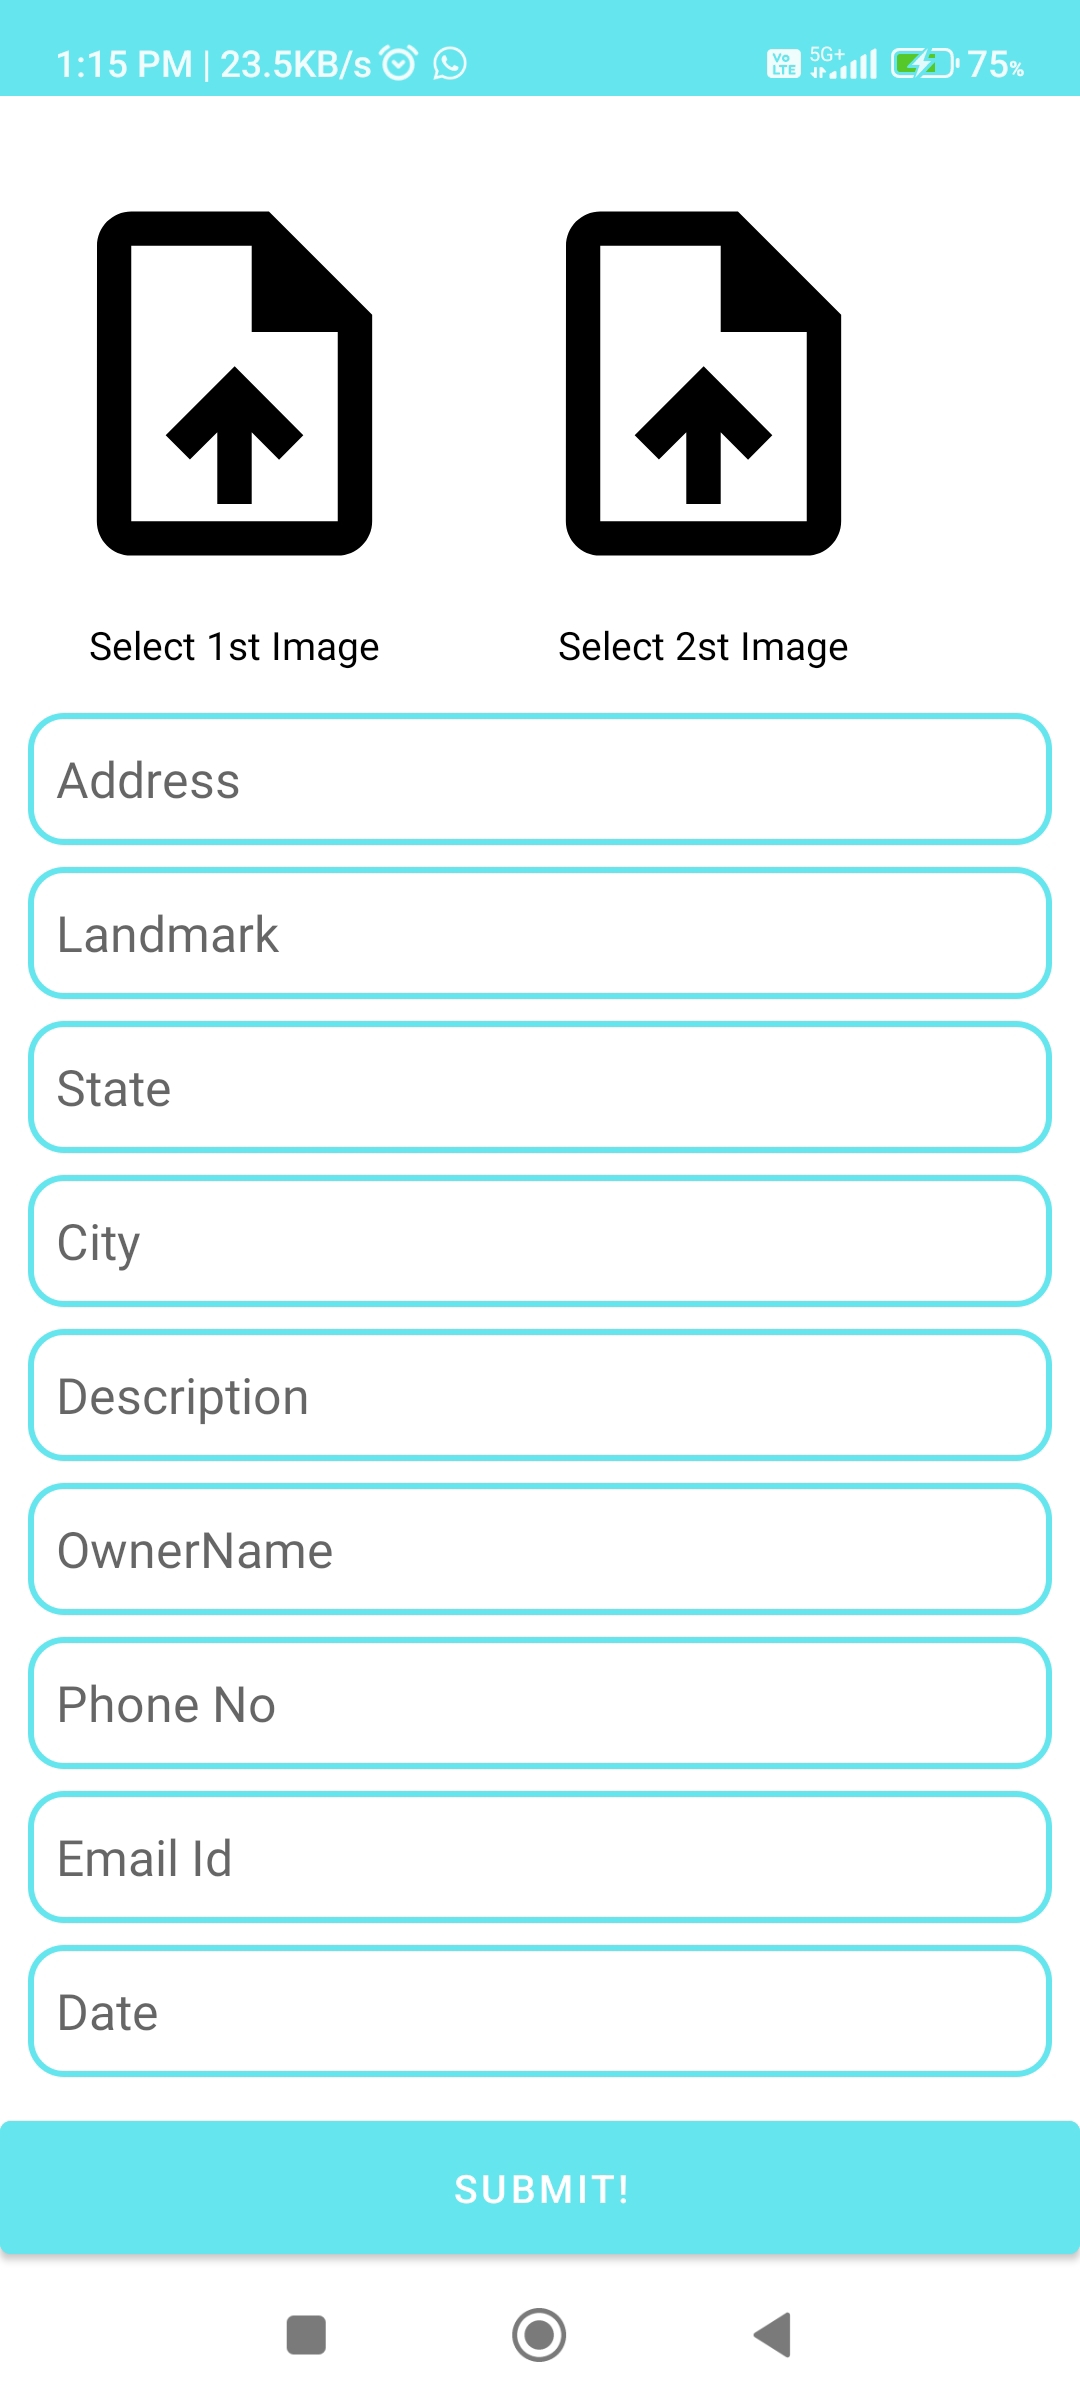 1:15 PM | 23.5KB/s Vo LTE 5G+ 75%
Select 1st Image Select 2st Image
Address
Landmark
State
City
Description
OwnerName
Phone No
Email Id
Date
SUBMIT!